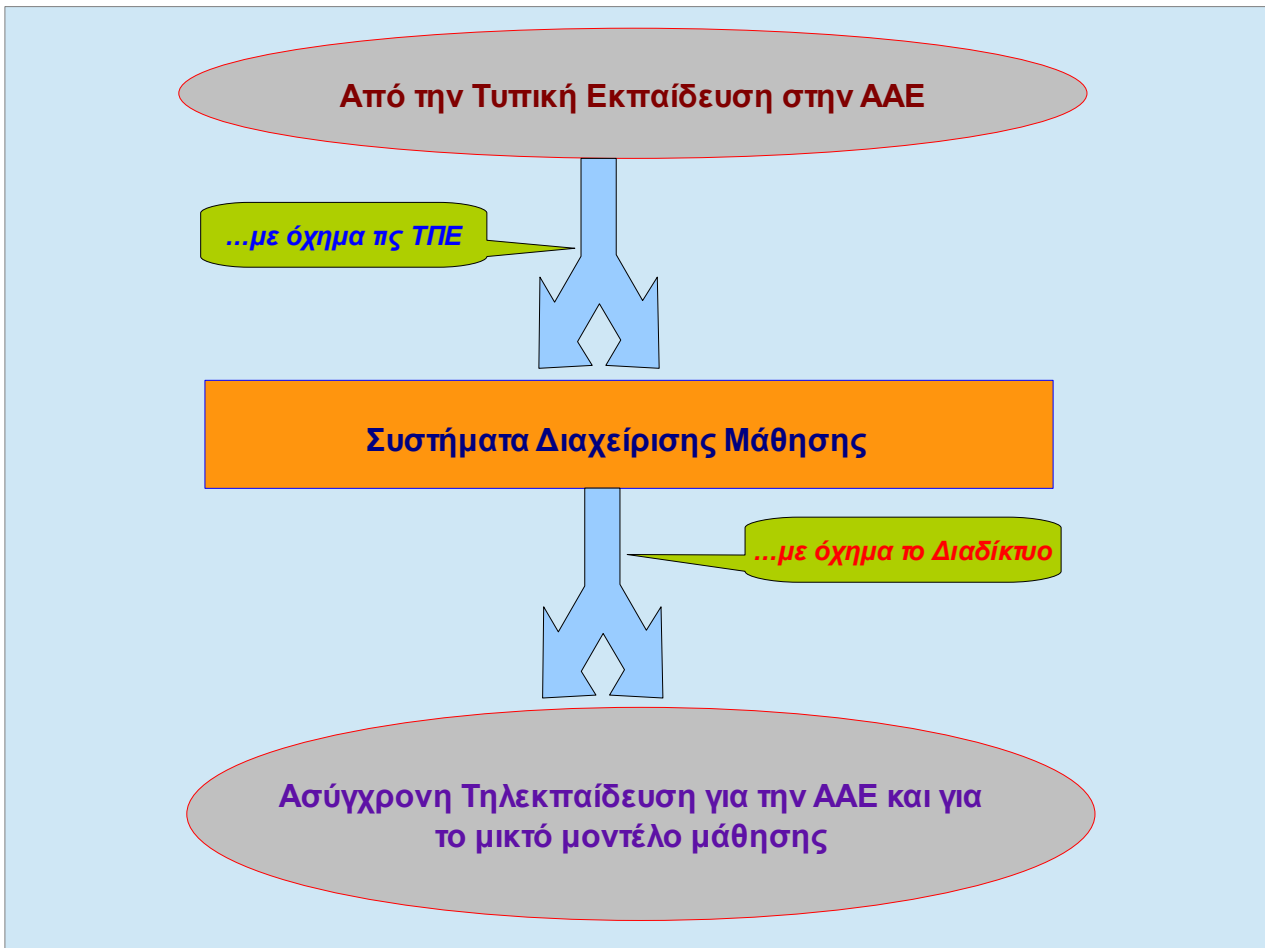 Από την Τυπική Εκπαίδευση στην ΑΑΕ
...με όχημα τις ΤΠΕ
Συστήματα Διαχείρισης Μάθησης
...με όχημα το Διαδίκτυο
Ασύγχρονη Τηλεκπαίδευση για την ΑΑΕ και για
το μικτό μοντέλο μάθησης